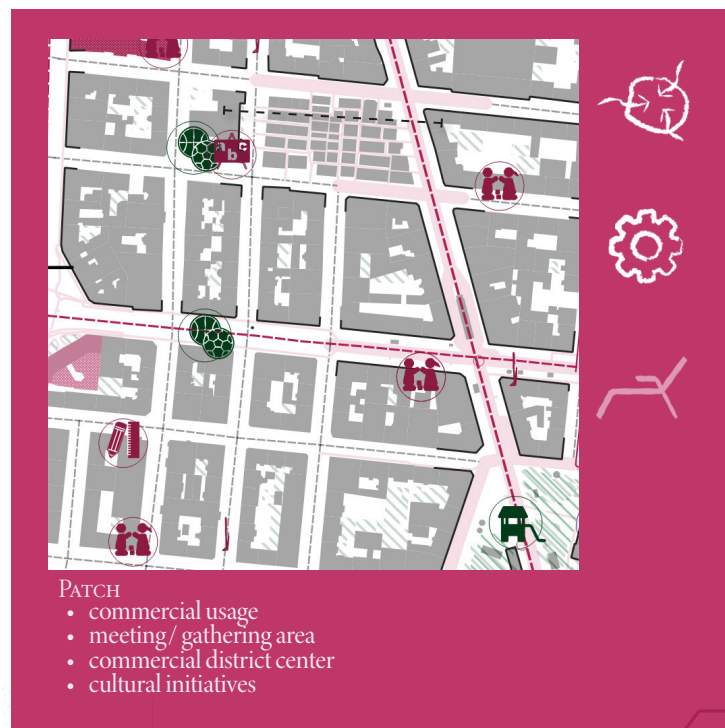 A
a b c
PATCH
• commercial usage
• meeting/ gathering area
• commercial district center
• cultural initiatives